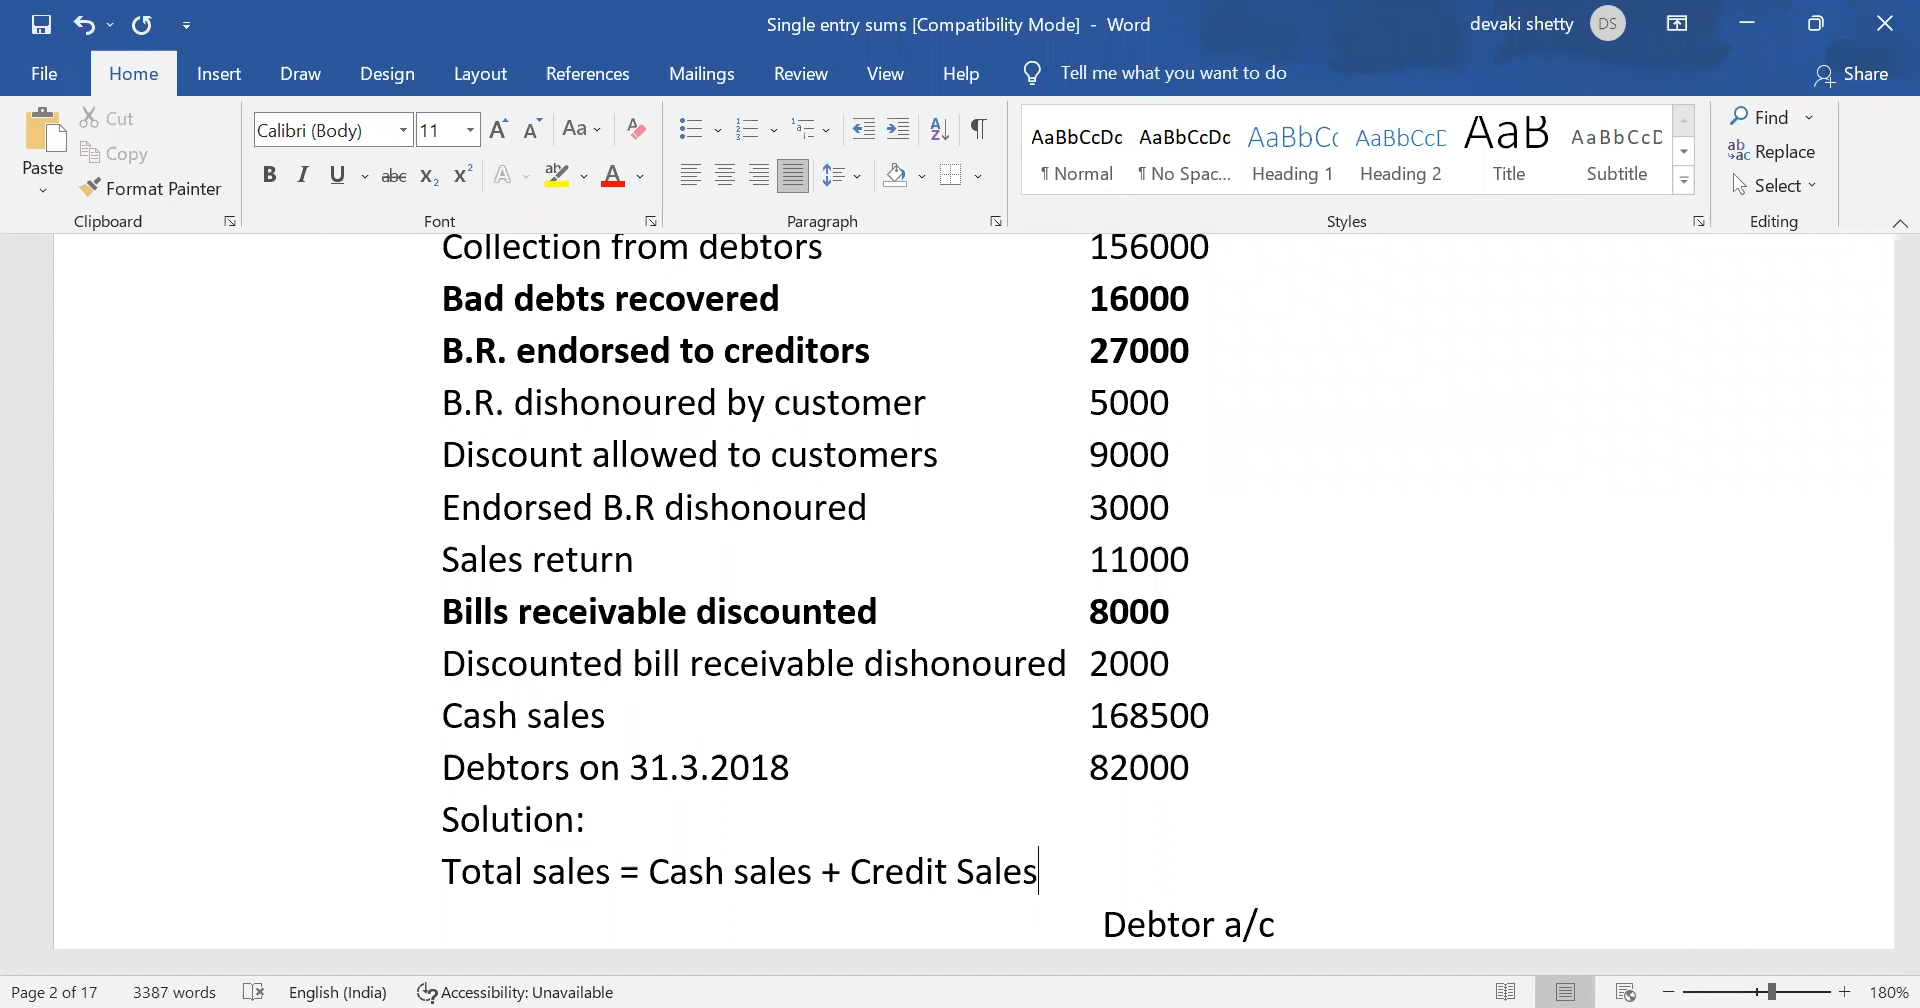 Single entry sums [Compatibility Mode] - Word
devaki shetty DS
File Home Insert Draw Design Layout References Mailings Review View Help Tell me what you want to do Share
Paste
Cut
Copy
Format Painter
Clipboard
Calibri (Body) 11 A A Aa
B I U abc X₂ X² A ab A
Font
Paragraph
AaBbCcDc AaBbCcDc AaBbCc AaBbCcE AaB AaBbCcD
¶ Normal ¶ No Spac... Heading 1 Heading 2 Title Subtitle
Styles
Find
Replace
Select
Editing
Collection from debtors 156000
Bad debts recovered 16000
B.R. endorsed to creditors 27000
B.R. dishonoured by customer 5000
Discount allowed to customers 9000
Endorsed B.R dishonoured 3000
Sales return 11000
Bills receivable discounted 8000
Discounted bill receivable dishonoured 2000
Cash sales 168500
Debtors on 31.3.2018 82000
Solution:
Total sales = Cash sales + Credit Sales
Debtor a/c
Page 2 of 17 3387 words English (India) Accessibility: Unavailable 180%